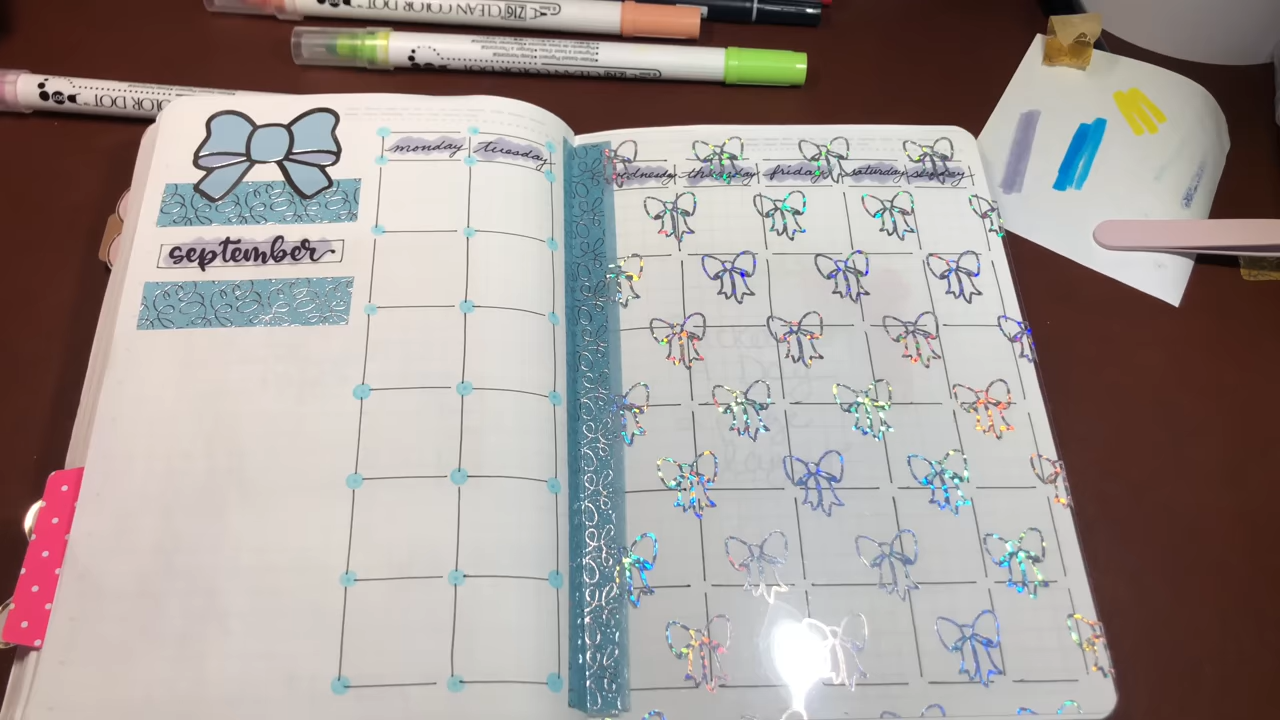 ZIG CLEAN COLOR DOT
ZIG CLEAN COLOR DOT
COLOR DOT
monday tuesday wednesday thursday friday saturday sunday
september